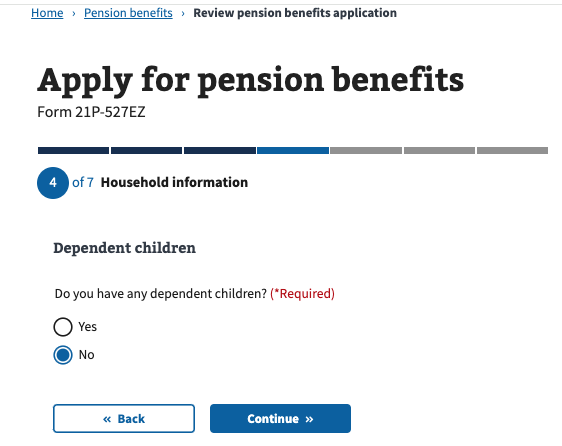 Home › Pension benefits › Review pension benefits application
Apply for pension benefits
Form 21P-527EZ
4 of 7 Household information
Dependent children
Do you have any dependent children? (*Required)
Yes
No
« Back Continue »